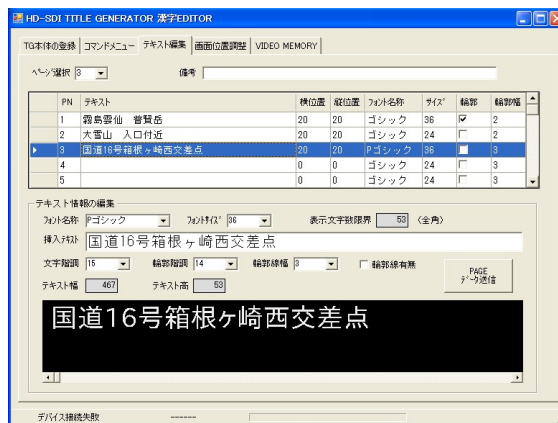 HD-SDI TITLE GENERATOR 漢字EDITOR
TG本体の登録 コマンドメニュー テキスト編集 画面位置調整 VIDEO MEMORY
ページ選択 3 備考
PN テキスト 横位置 縦位置 フォント名称 サイズ 輪郭 輪郭幅
1 霧島雲仙 普賢岳 20 20 ゴシック 36 2
2 大雪山 入口付近 20 20 ゴシック 24 2
3 国道16号箱根ヶ崎西交差点 20 20 Pゴシック 36 3
4 0 0 ゴシック 24 3
5 0 0 ゴシック 24 3
テキスト情報の編集
フォント名称 Pゴシック フォントサイズ 36 表示文字数限界 53 〈全角〉
挿入テキスト 国道16号箱根ヶ崎西交差点
文字階調 15 輪郭階調 14 輪郭線幅 3 輪郭線有無
PAGE
データ送信
テキスト幅 467 テキスト高 53
国道16号箱根ヶ崎西交差点
デバイス接続失敗 ------